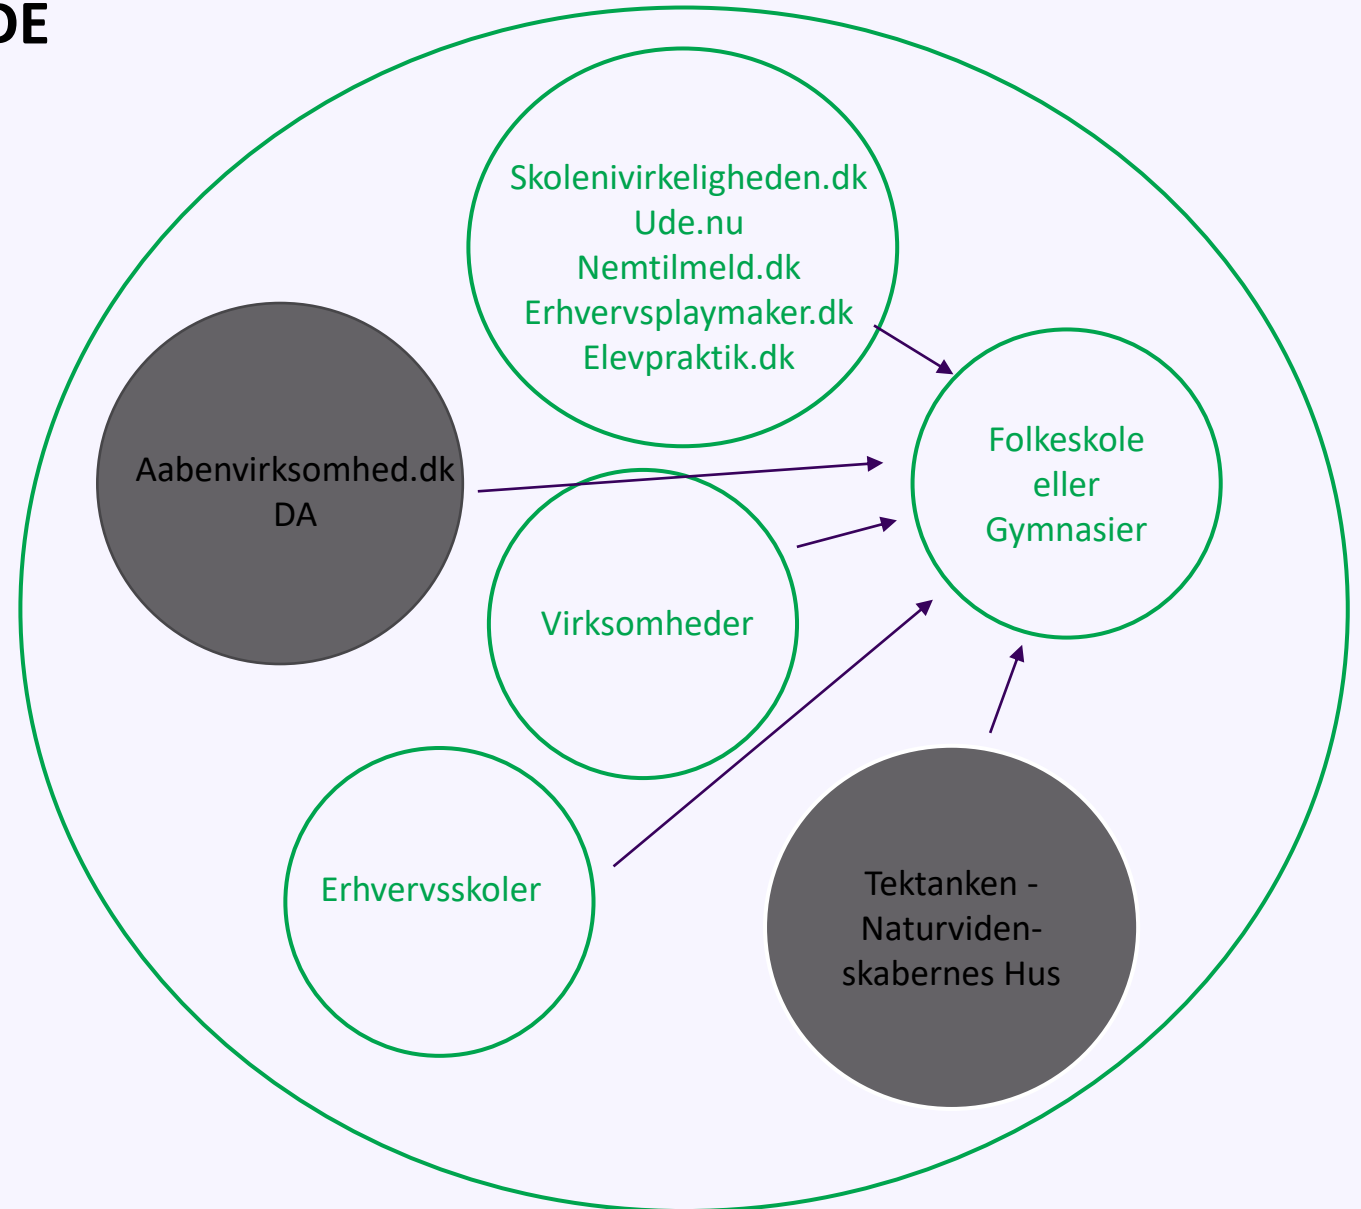 DE
Skolenivirkeligheden.dk
Ude.nu
Nemtilmeld.dk
Erhvervsplaymaker.dk
Elevpraktik.dk
Aabenvirksomhed.dk
DA
Folkeskole
eller
Gymnasier
Virksomheder
Erhvervsskoler
Tektanken -
Naturviden-
skabernes Hus